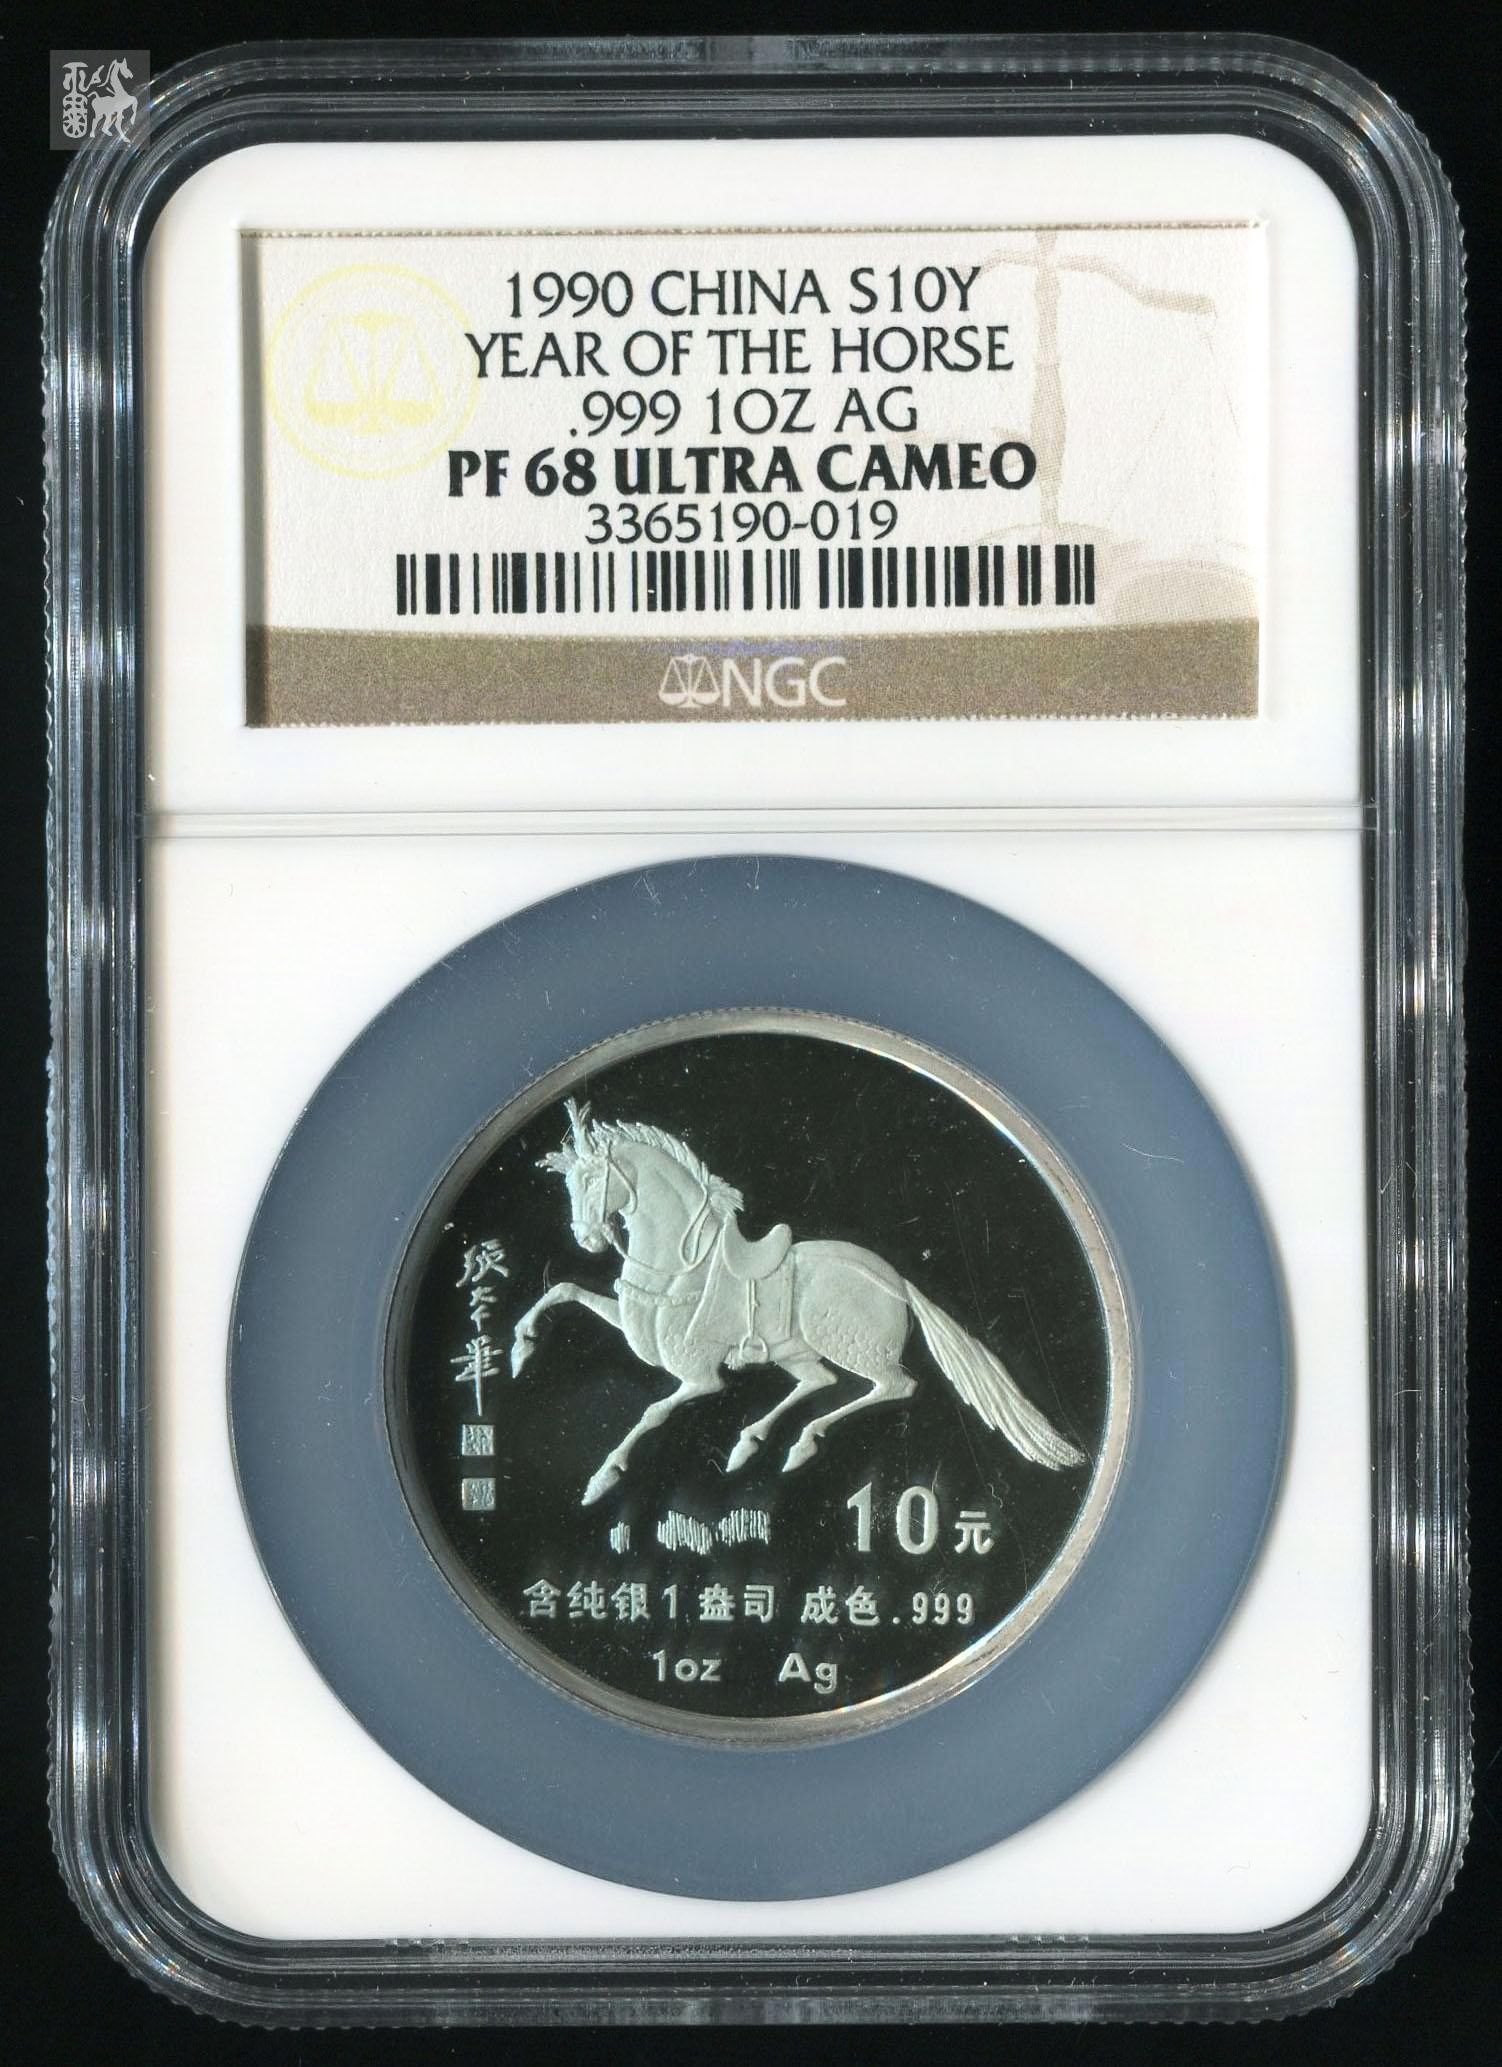 1990 CHINA S10Y
YEAR OF THE HORSE
.999 1OZ AG
PF 68 ULTRA CAMEO
3365190-019
NGC
10元
含纯银1盎司 成色.999
1oz Ag